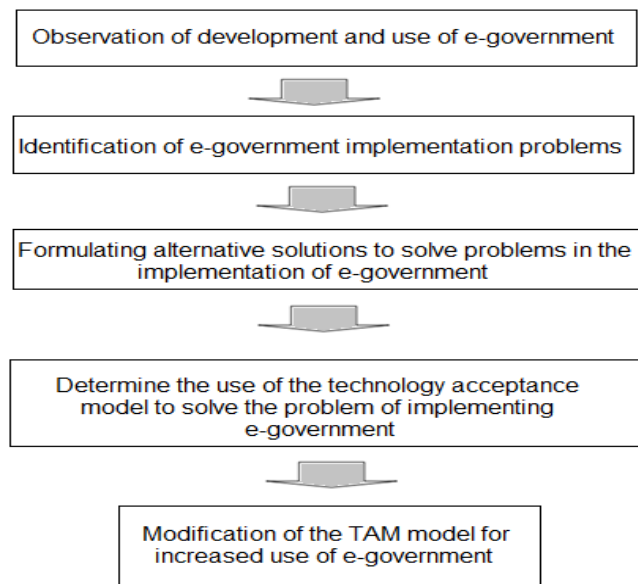 Observation of development and use of e-government
Identification of e-government implementation problems
Formulating alternative solutions to solve problems in the
implementation of e-government
Determine the use of the technology acceptance
model to solve the problem of implementing
e-government
Modification of the TAM model for
increased use of e-government